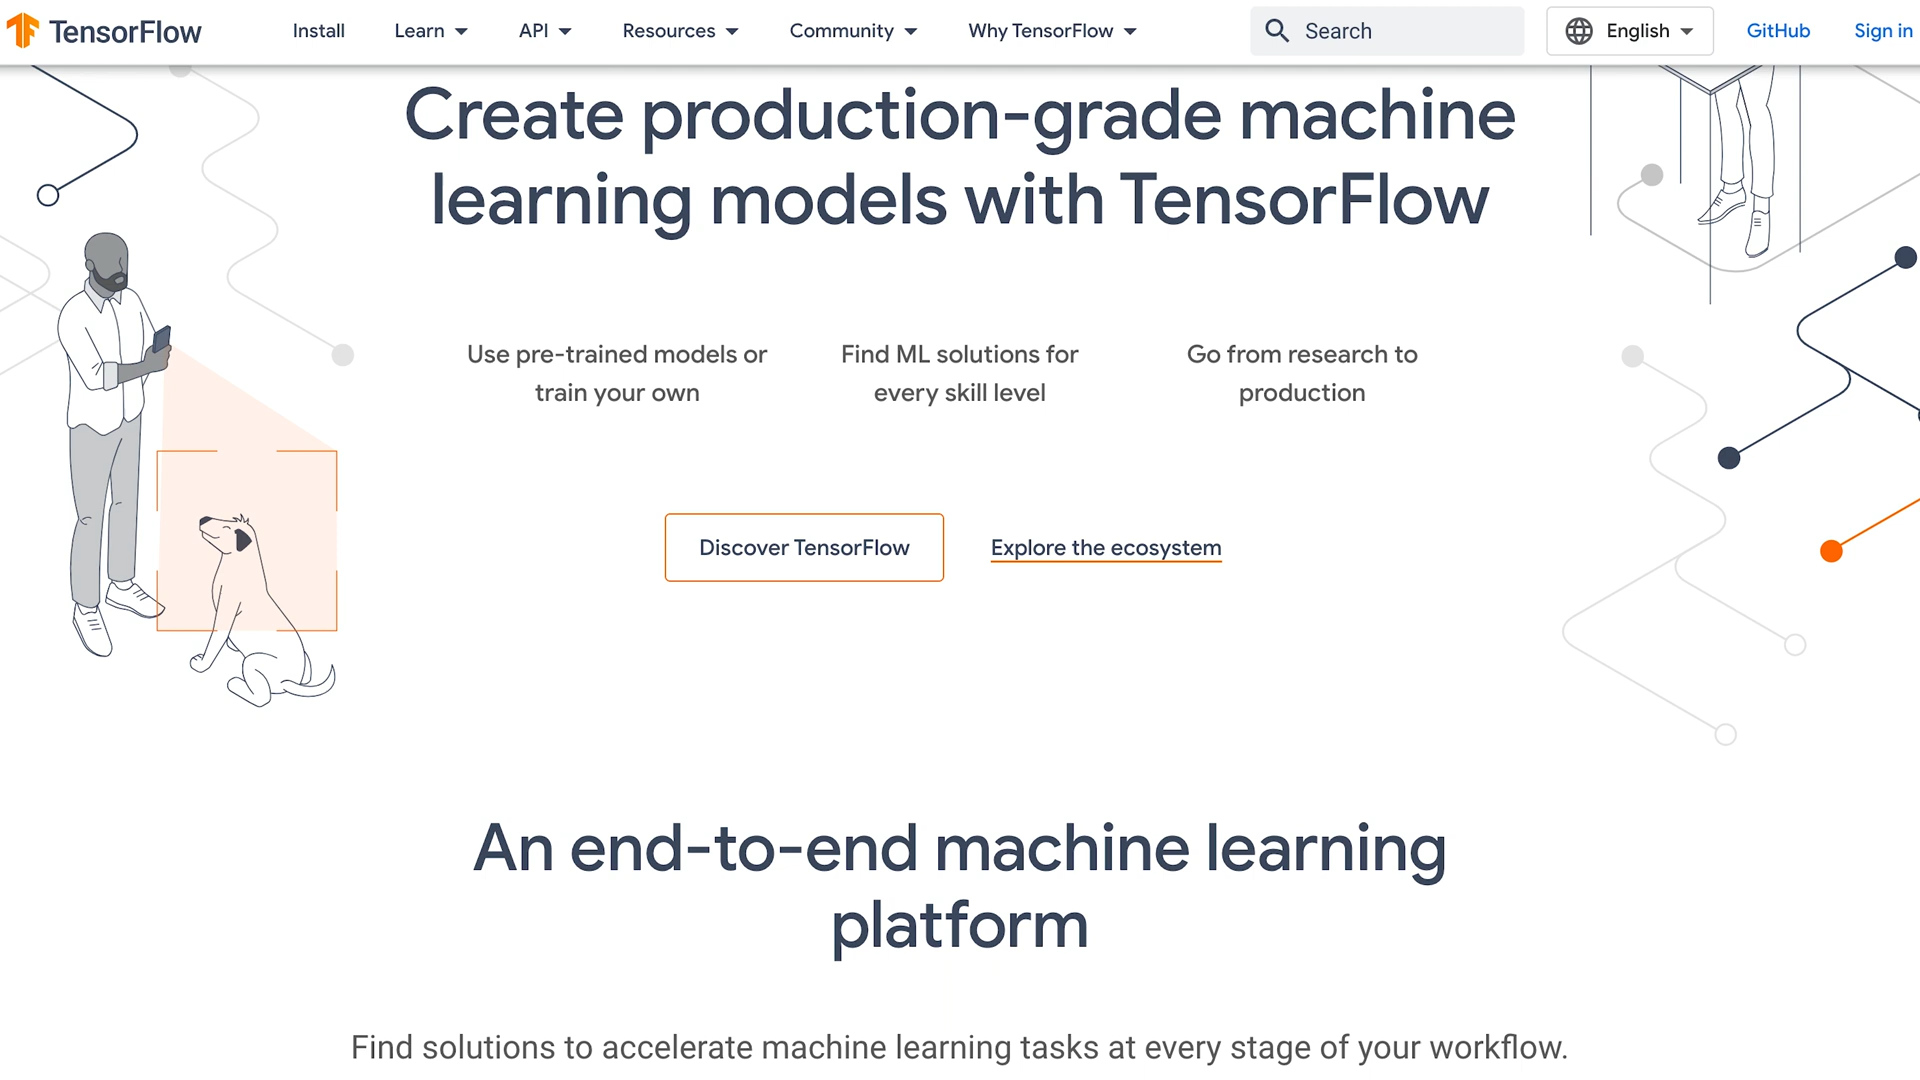 TensorFlow
Install
Learn
API
Resources
Community
Why TensorFlow
Search
English
GitHub
Sign in
Create production-grade machine
learning models with TensorFlow
Use pre-trained models or
train your own
Find ML solutions for
every skill level
Go from research to
production
Discover TensorFlow
Explore the ecosystem
An end-to-end machine learning
platform
Find solutions to accelerate machine learning tasks at every stage of your workflow.